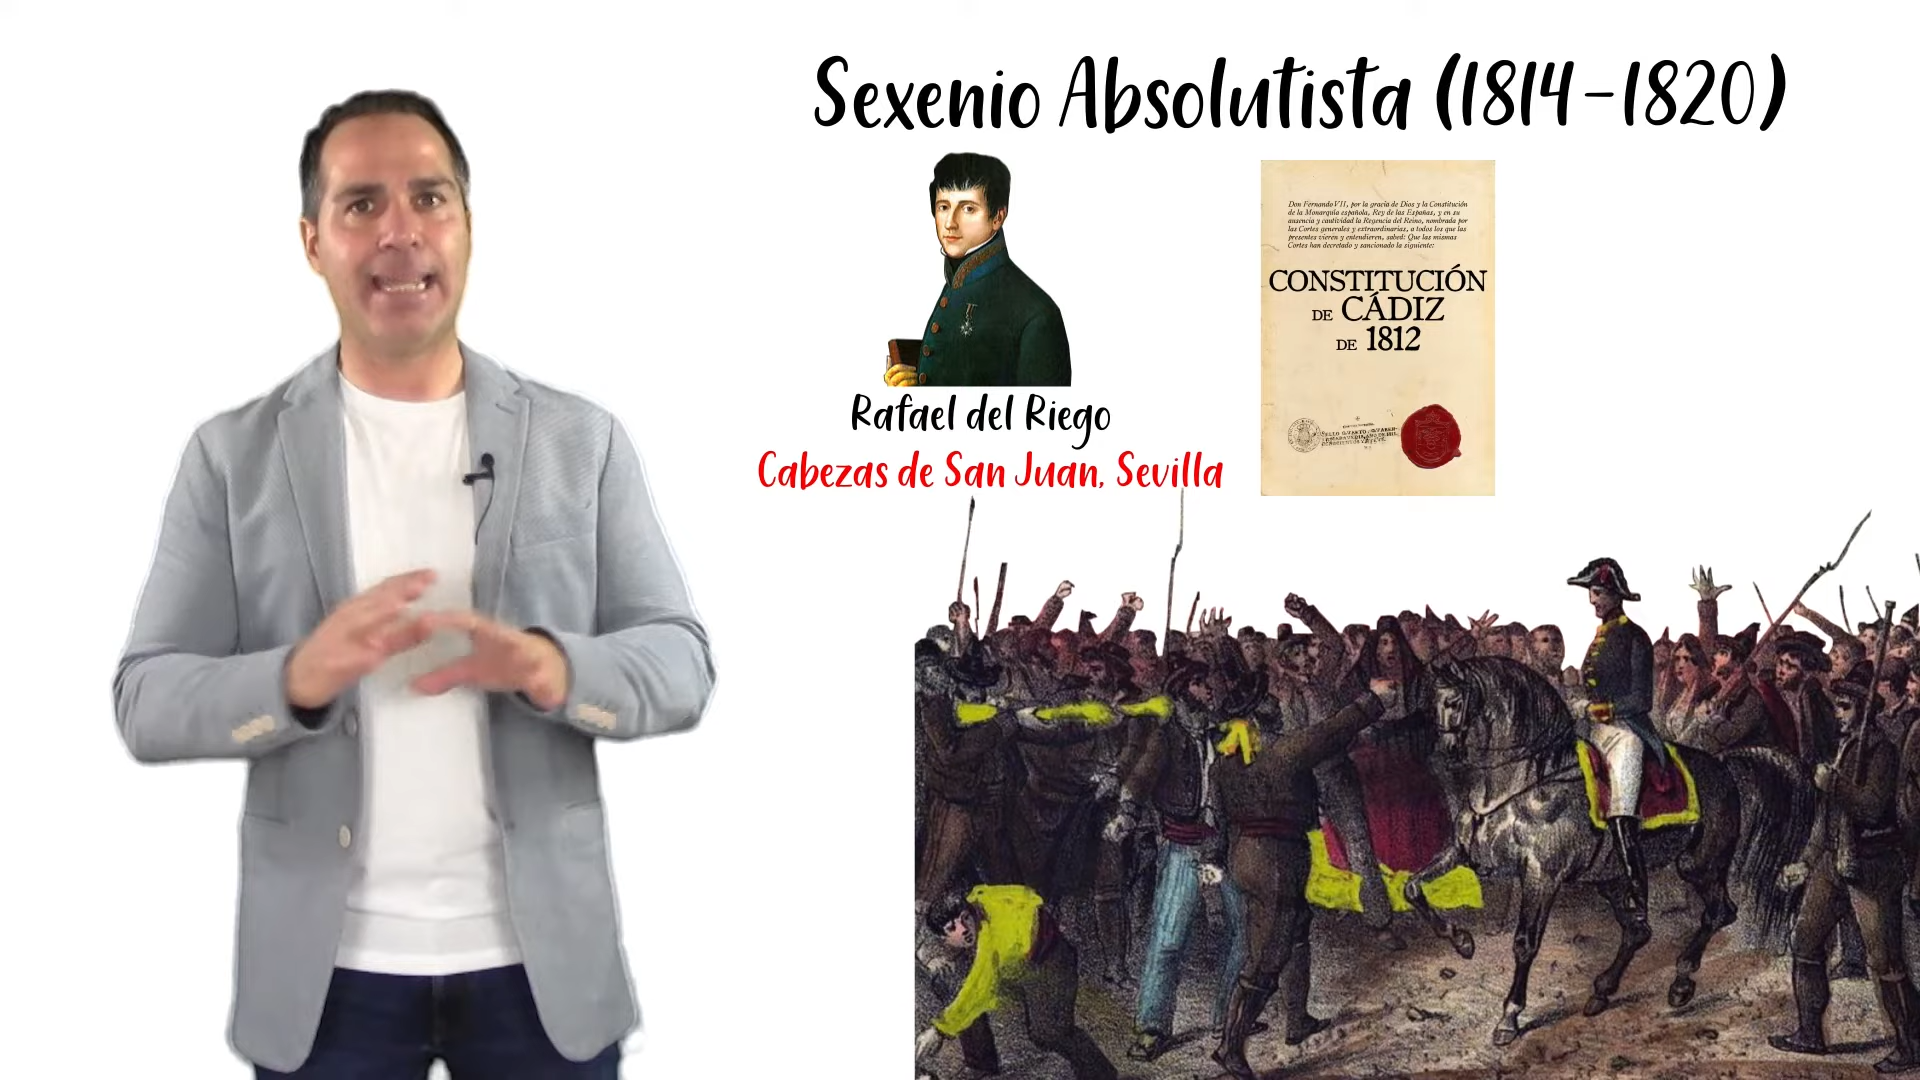 Sexenio Absolutista (1814-1820)
Rafael del Riego
Cabezas de San Juan, Sevilla
Don Fernando VII, por la gracia de Dios y la Constitución
de la Monarquía española, Rey de las Españas, y en su
ausencia y cautividad la Regencia del Reino, nombrada por
las Cortes generales y extraordinarias, a todos los que las
presentes vieren y entendieren, sabed: Que las mismas
Cortes han decretado y sancionado la siguiente:
CONSTITUCIÓN
DE CÁDIZ
DE 1812